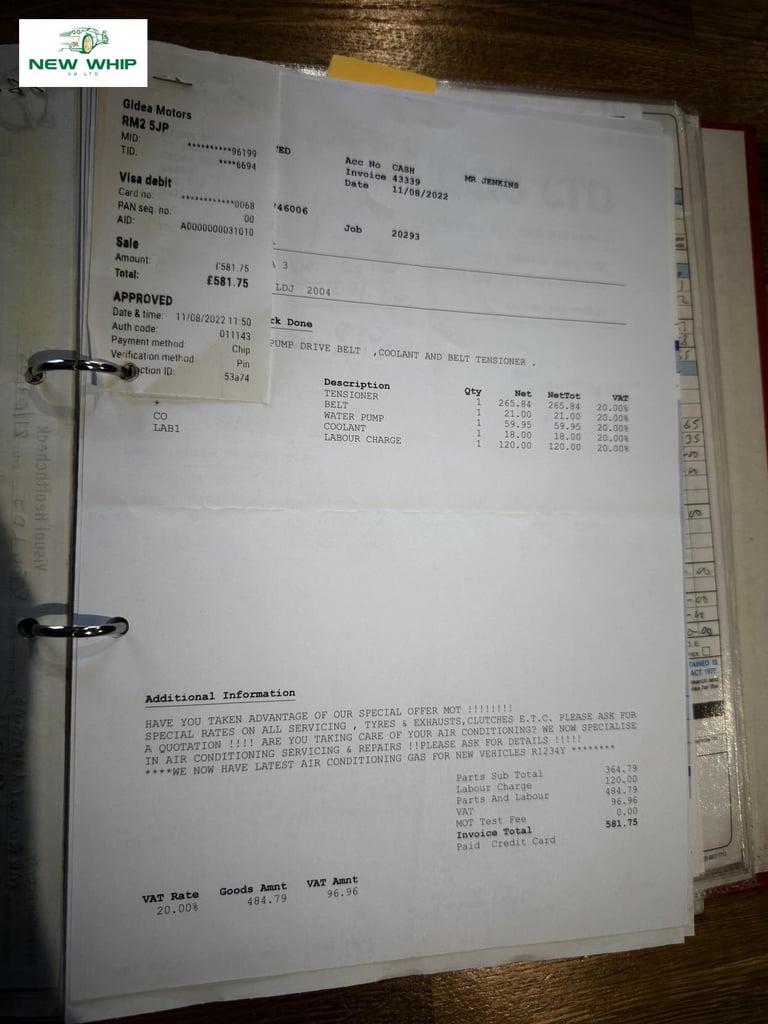 NEW WHIP
UK LTD
Gidea Motors
RM2 5JP
MID: **********96199
TID: ****6694
Visa debit
Card no: ************0068
PAN seq. no: 00
AID: A0000000031010
Sale
Amount: £581.75
Total: £581.75
APPROVED
Date & time: 11/08/2022 11:50
Auth code: 011143
Payment method: Chip
Verification method: Pin
ction ID: 53a74
ED
Acc No CASH MR JENKINS
Invoice 43339
Date 11/08/2022
46006
Job 20293
A 3
LDJ 2004
ck Done
PUMP DRIVE BELT ,COOLANT AND BELT TENSIONER .
Description Qty Net NetTot VAT
TENSIONER 1 265.84 265.84 20.00%
* BELT 1 21.00 21.00 20.00%
WATER PUMP 1 59.95 59.95 20.00%
CO COOLANT 1 18.00 18.00 20.00%
LAB1 LABOUR CHARGE 1 120.00 120.00 20.00%
Additional Information
HAVE YOU TAKEN ADVANTAGE OF OUR SPECIAL OFFER MOT !!!!!!!!
SPECIAL RATES ON ALL SERVICING , TYRES & EXHAUSTS,CLUTCHES E.T.C. PLEASE ASK FOR
A QUOTATION !!!! ARE YOU TAKING CARE OF YOUR AIR CONDITIONING? WE NOW SPECIALISE
IN AIR CONDITIONING SERVICING & REPAIRS !!PLEASE ASK FOR DETAILS !!!!!
****WE NOW HAVE LATEST AIR CONDITIONING GAS FOR NEW VEHICLES R1234Y ********
Parts Sub Total 364.79
Labour Charge 120.00
Parts And Labour 484.79
VAT 96.96
MOT Test Fee 0.00
Invoice Total 581.75
Paid Credit Card
VAT Rate Goods Amnt VAT Amnt
20.00% 484.79 96.96